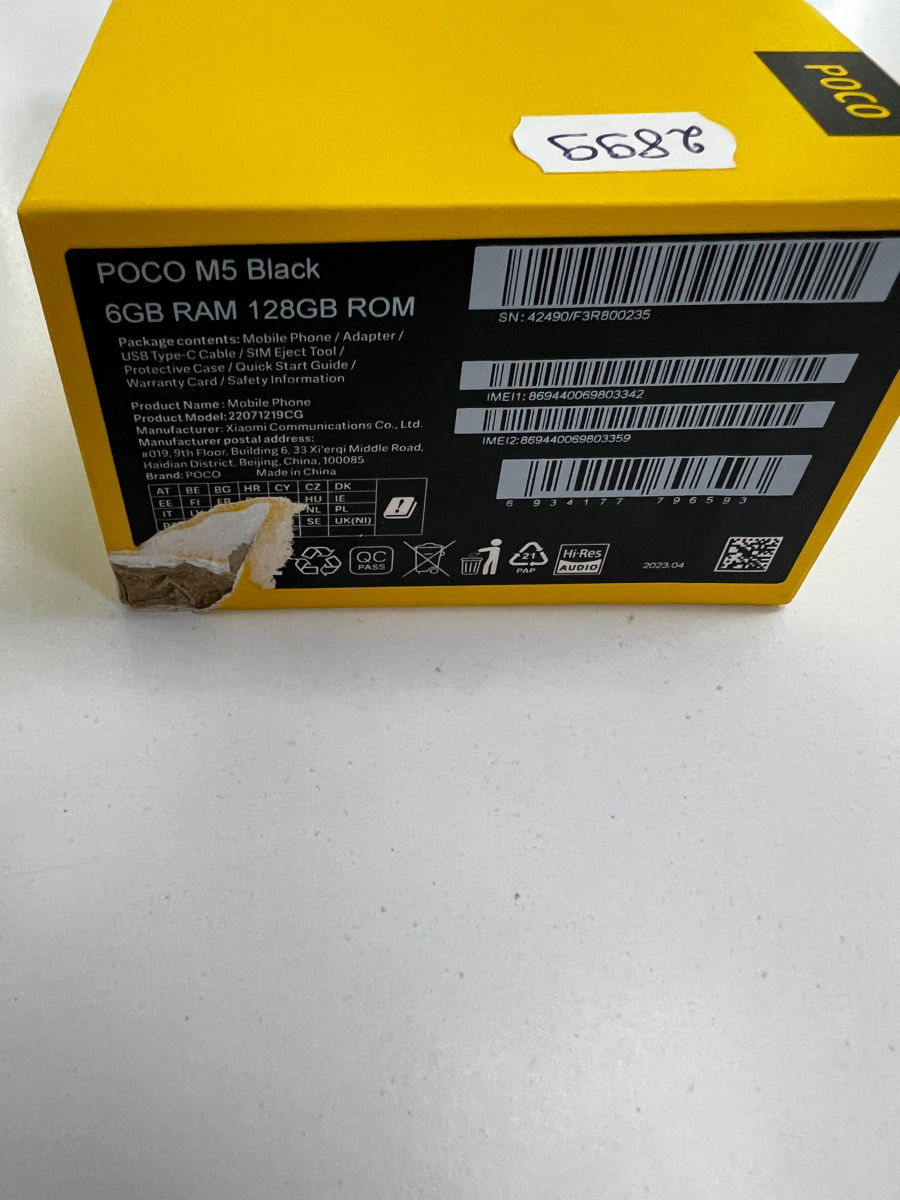 POCO
2899
POCO M5 Black
6GB RAM 128GB ROM
Package contents: Mobile Phone / Adapter /
USB Type-C Cable / SIM Eject Tool /
Protective Case / Quick Start Guide /
Warranty Card / Safety Information
Product Name: Mobile Phone
Product Model: 22071219CG
Manufacturer: Xiaomi Communications Co., Ltd.
Manufacturer postal address:
#019, 9th Floor, Building 6, 33 Xi'erqi Middle Road,
Haidian District, Beijing, China, 100085
Brand: POCO Made in China
AT BE BG HR CY CZ DK
EE FI FR HU IE
IT NL PL
SE UK(NI)
QC
PASS
21
PAP
Hi-Res
AUDIO
SN: 42490/F3R800235
IMEI1: 869440069803342
IMEI2: 869440069803359
6 934177 796593
2023.04